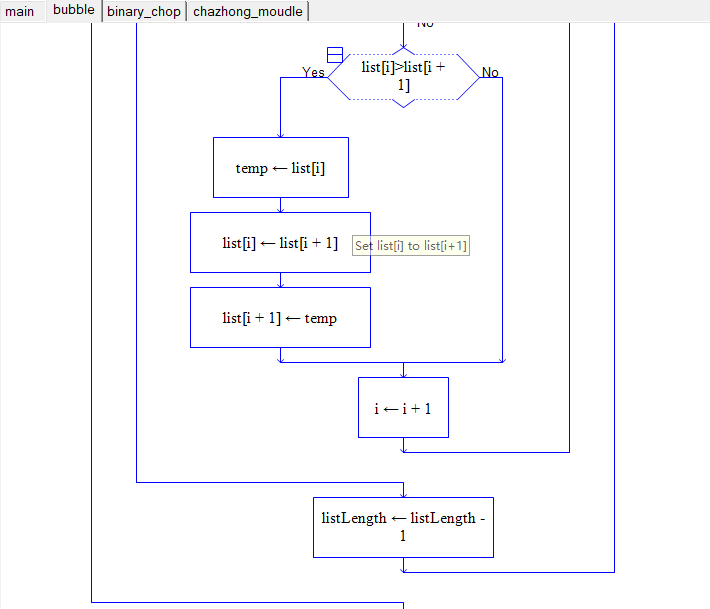 main bubble binary_chop chazhong_moudle
No
list[i]>list[i +
1]
Yes
No
temp ← list[i]
list[i] ← list[i + 1]
Set list[i] to list[i+1]
list[i + 1] ← temp
i ← i + 1
listLength ← listLength -
1